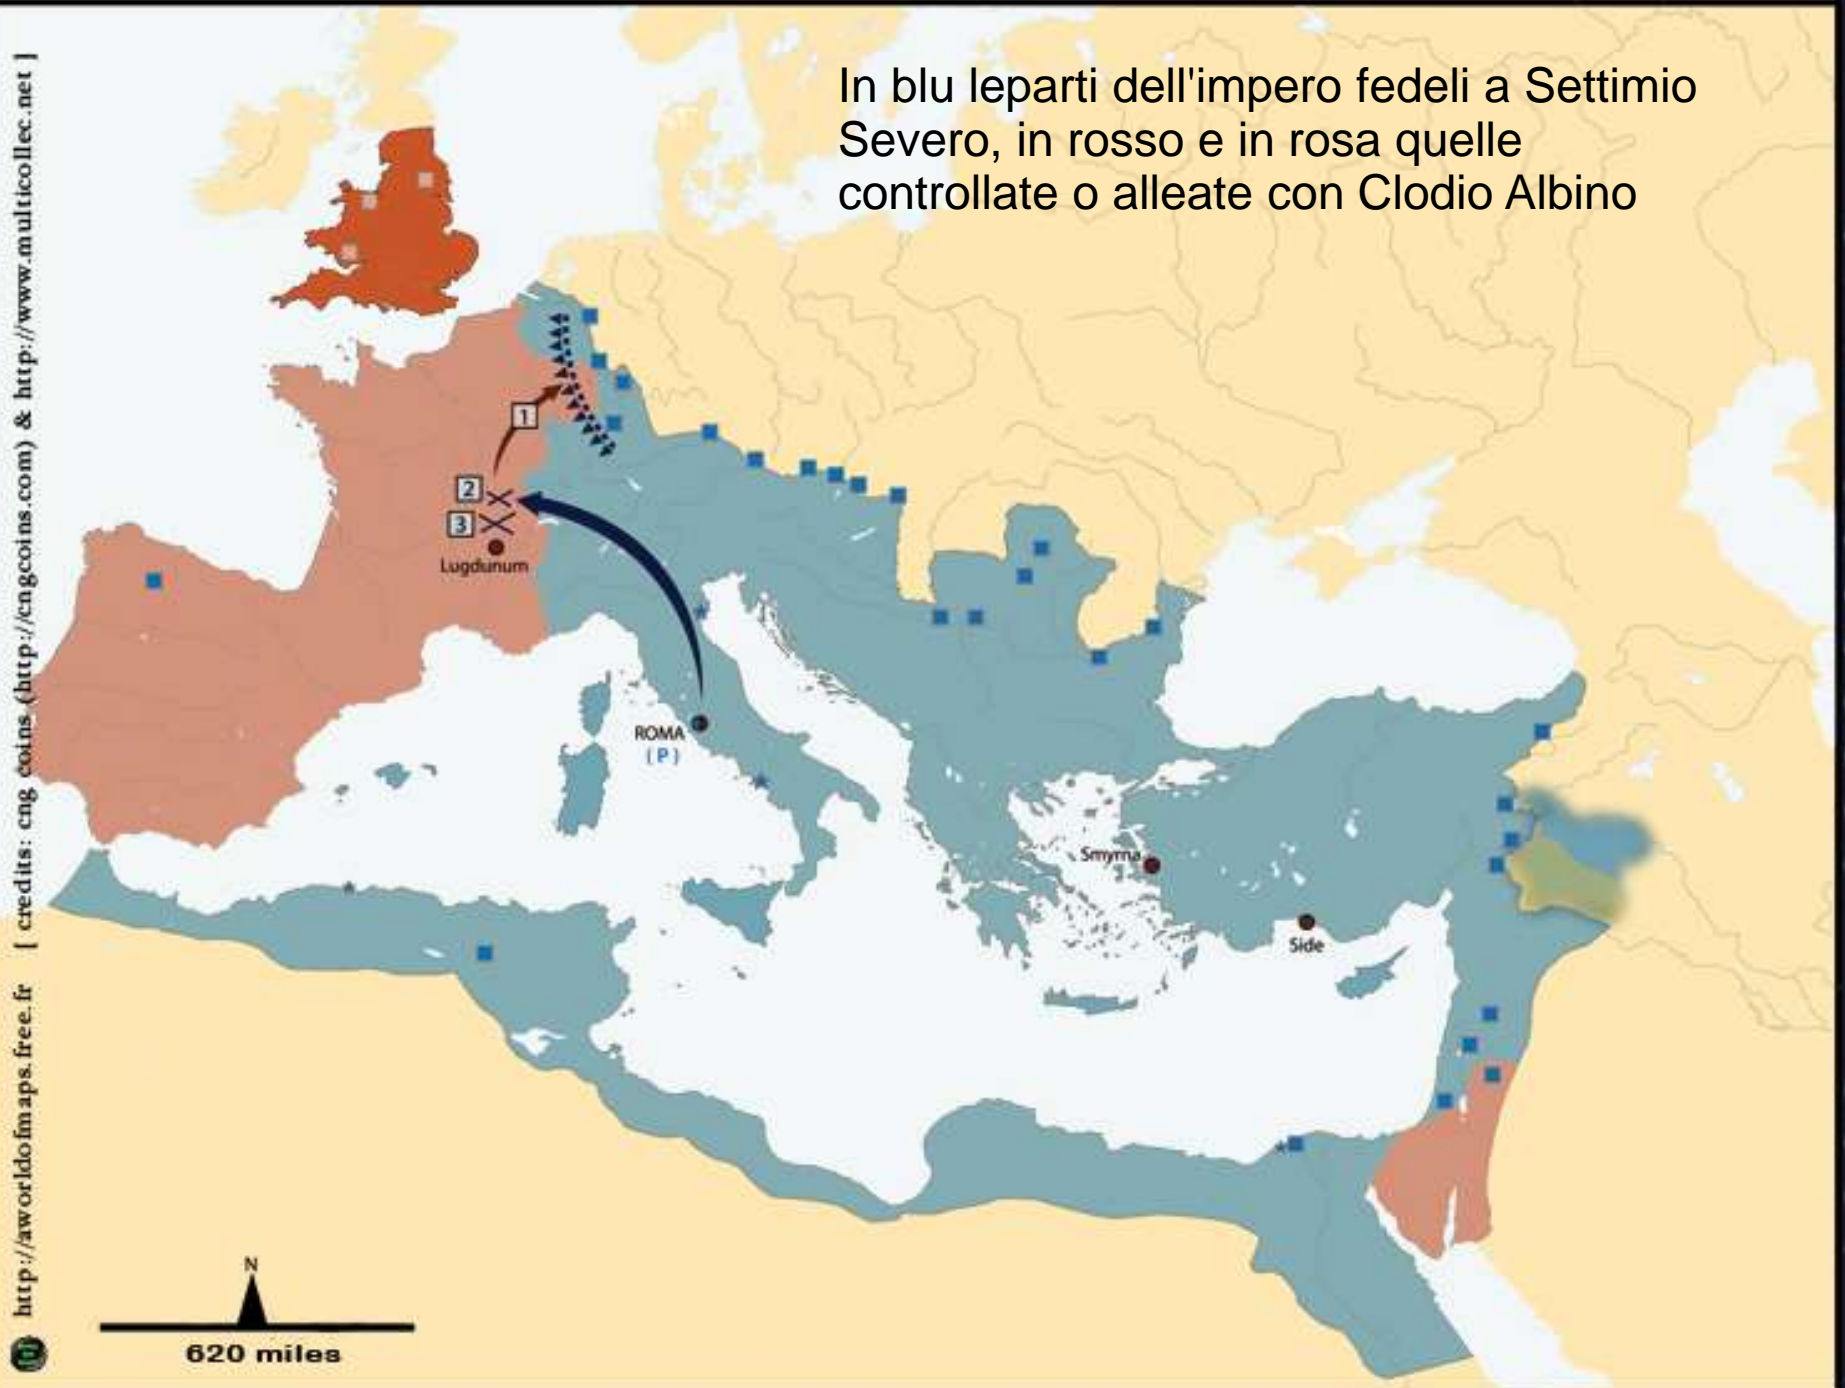 In blu leparti dell'impero fedeli a Settimio
Severo, in rosso e in rosa quelle
controllate o alleate con Clodio Albino
1
2
3
Lugdunum
ROMA
(P)
Smyrna
Side
N
620 miles
http://aworldofmaps.free.fr [ credits: cng coins (http://cngcoins.com) & http://www.multicollec.net ]